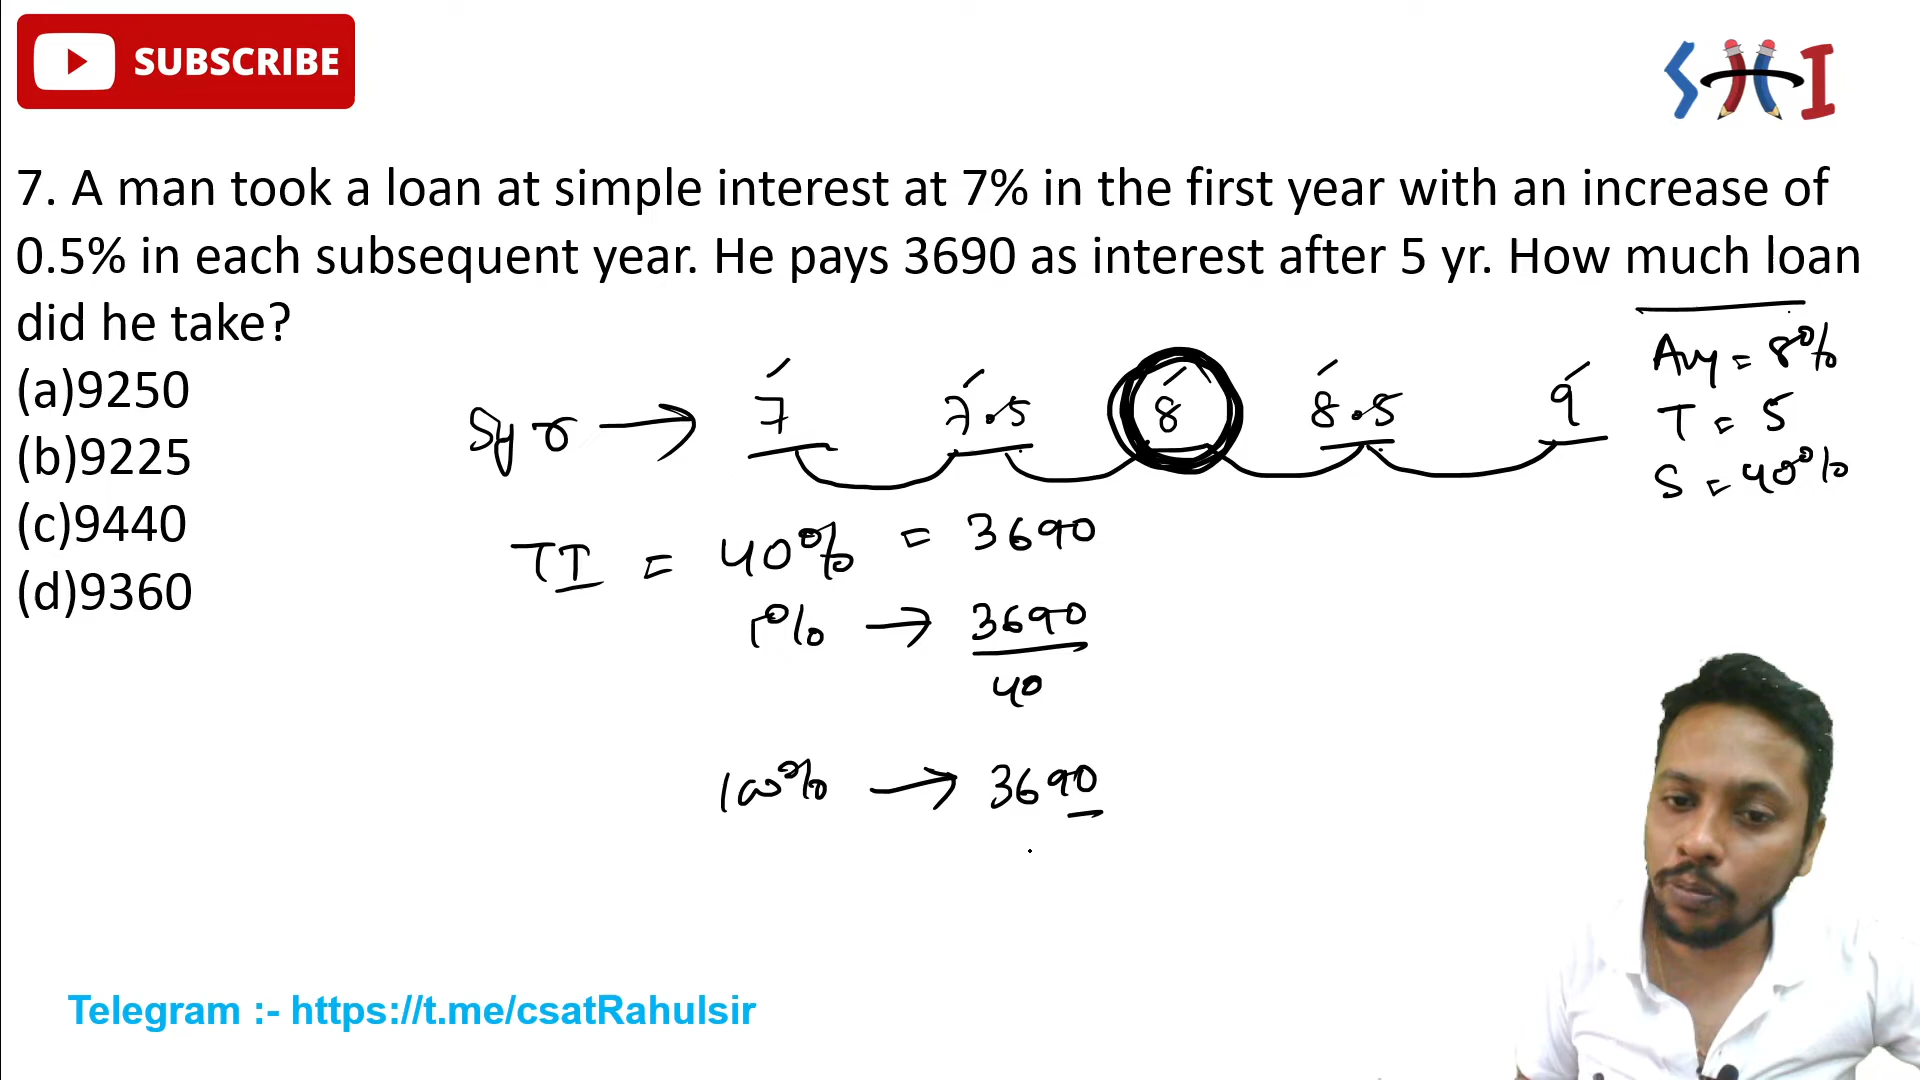 SUBSCRIBE
SHI
7. A man took a loan at simple interest at 7% in the first year with an increase of
0.5% in each subsequent year. He pays 3690 as interest after 5 yr. How much loan
did he take?
(a)9250
(b)9225
(c)9440
(d)9360
5yr → 7 7.5 8 8.5 9
Avg = 8%
T = 5
S = 40%
TI = 40% = 3690
1% → 3690
40
100% → 3690
Telegram :- https://t.me/csatRahulsir